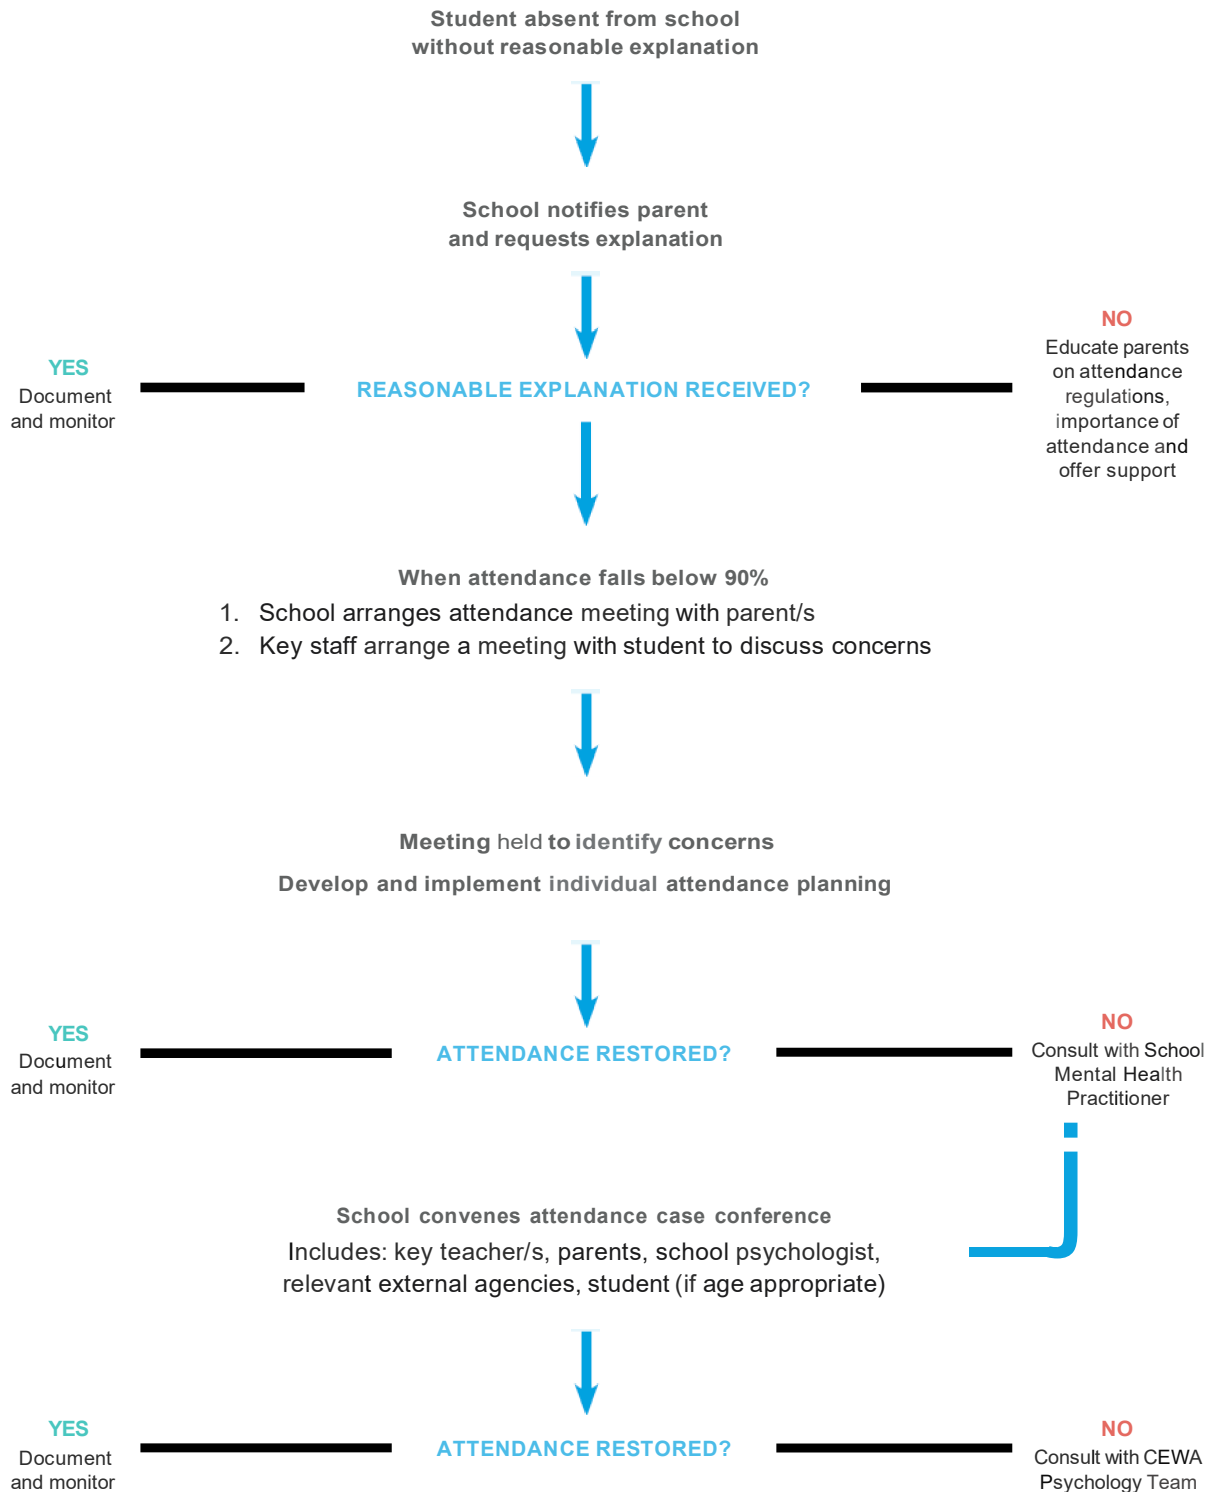 Student absent from school
without reasonable explanation
School notifies parent
and requests explanation
YES
Document
and monitor
REASONABLE EXPLANATION RECEIVED?
NO
Educate parents
on attendance
regulations,
importance of
attendance and
offer support
When attendance falls below 90%
1. School arranges attendance meeting with parent/s
2. Key staff arrange a meeting with student to discuss concerns
Meeting held to identify concerns
Develop and implement individual attendance planning
YES
Document
and monitor
ATTENDANCE RESTORED?
NO
Consult with School
Mental Health
Practitioner
School convenes attendance case conference
Includes: key teacher/s, parents, school psychologist,
relevant external agencies, student (if age appropriate)
YES
Document
and monitor
ATTENDANCE RESTORED?
NO
Consult with CEWA
Psychology Team